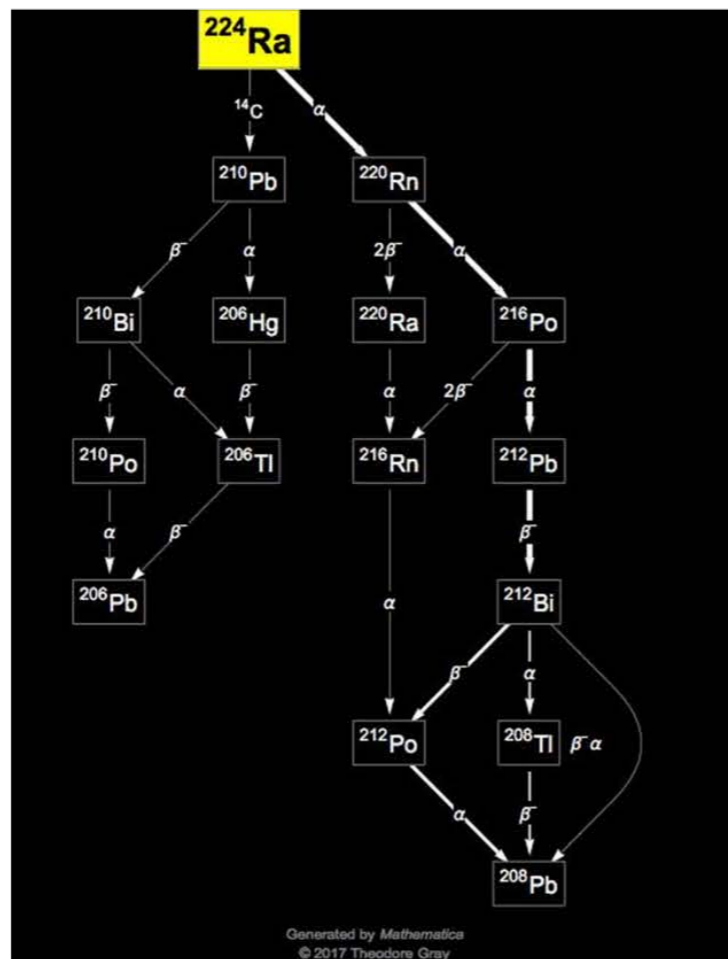 224Ra
14C α
210Pb 220Rn
β− α 2β− α
210Bi 206Hg 220Ra 216Po
β− α β− α 2β− α
210Po 206Tl 216Rn 212Pb
α β− β−
206Pb α 212Bi
β− α
212Po 208Tl β− α
α β−
208Pb
Generated by Mathematica
© 2017 Theodore Gray